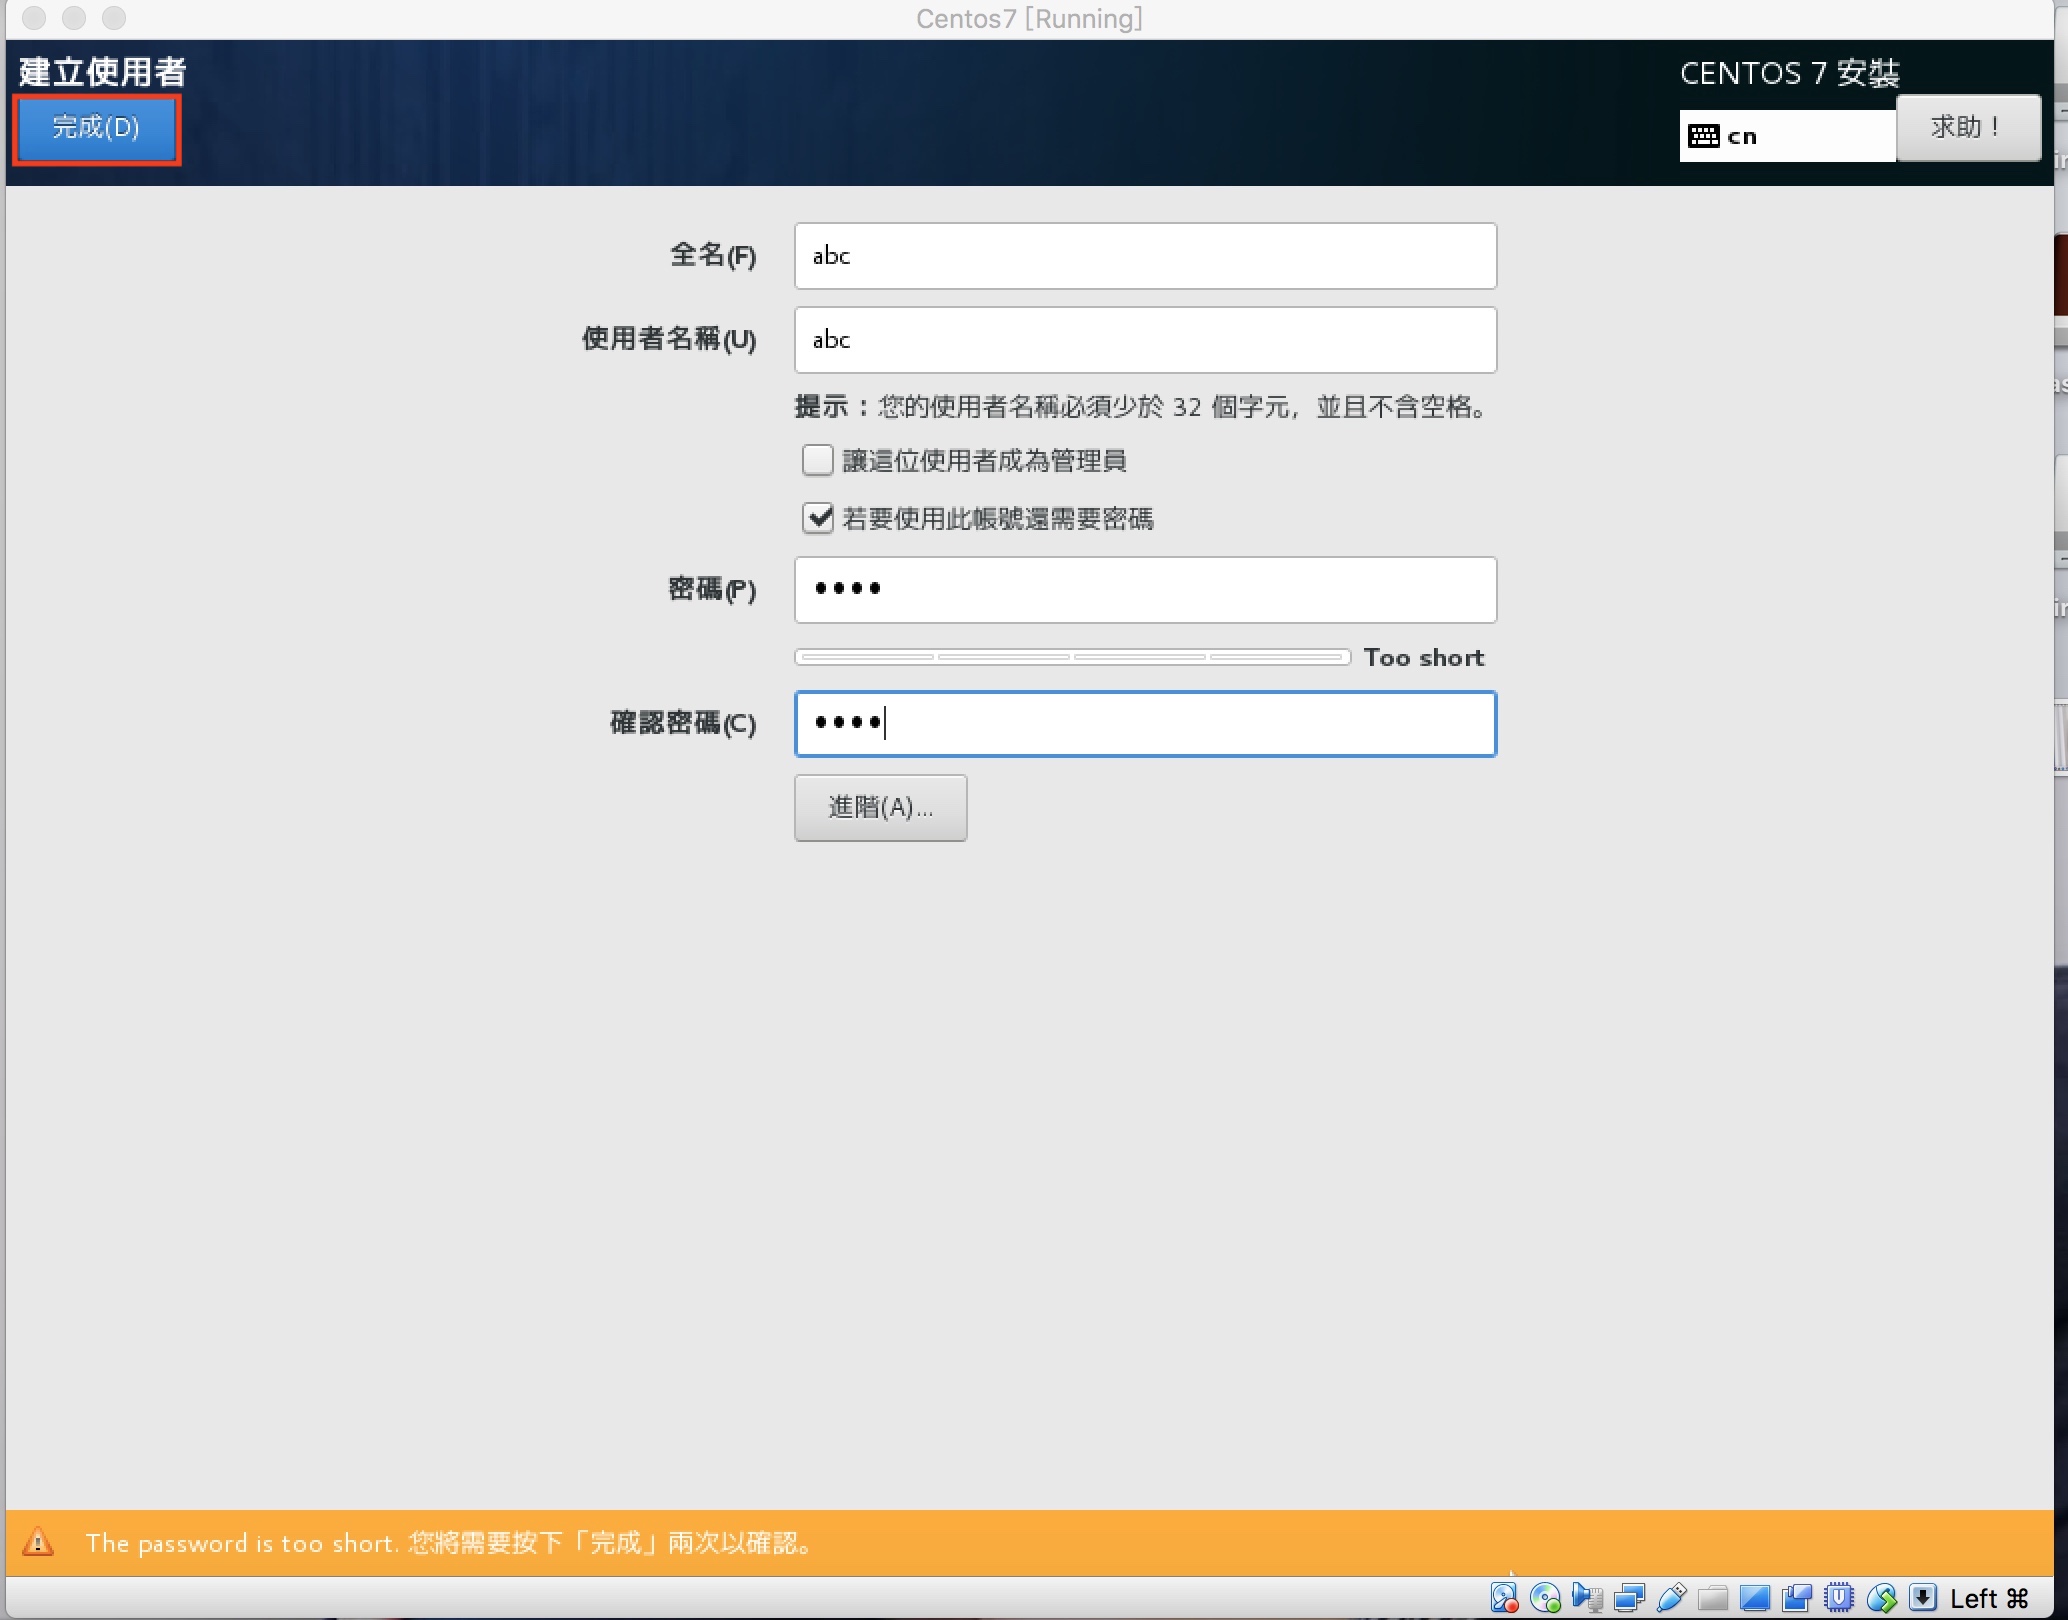 Centos7 [Running]
建立使用者
CENTOS 7 安裝
完成(D)
cn
求助！
全名(F)
abc
使用者名稱(U)
abc
提示：您的使用者名稱必須少於 32 個字元，並且不含空格。
讓這位使用者成為管理員
若要使用此帳號還需要密碼
密碼(P)
••••
Too short
確認密碼(C)
••••
進階(A)...
The password is too short. 您將需要按下「完成」兩次以確認。
Left ⌘